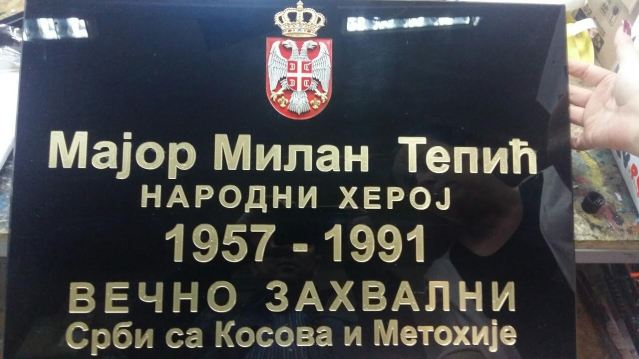 Мајор Милан Тепић
НАРОДНИ ХЕРОЈ
1957 - 1991
ВЕЧНО ЗАХВАЛНИ
Срби са Косова и Метохије